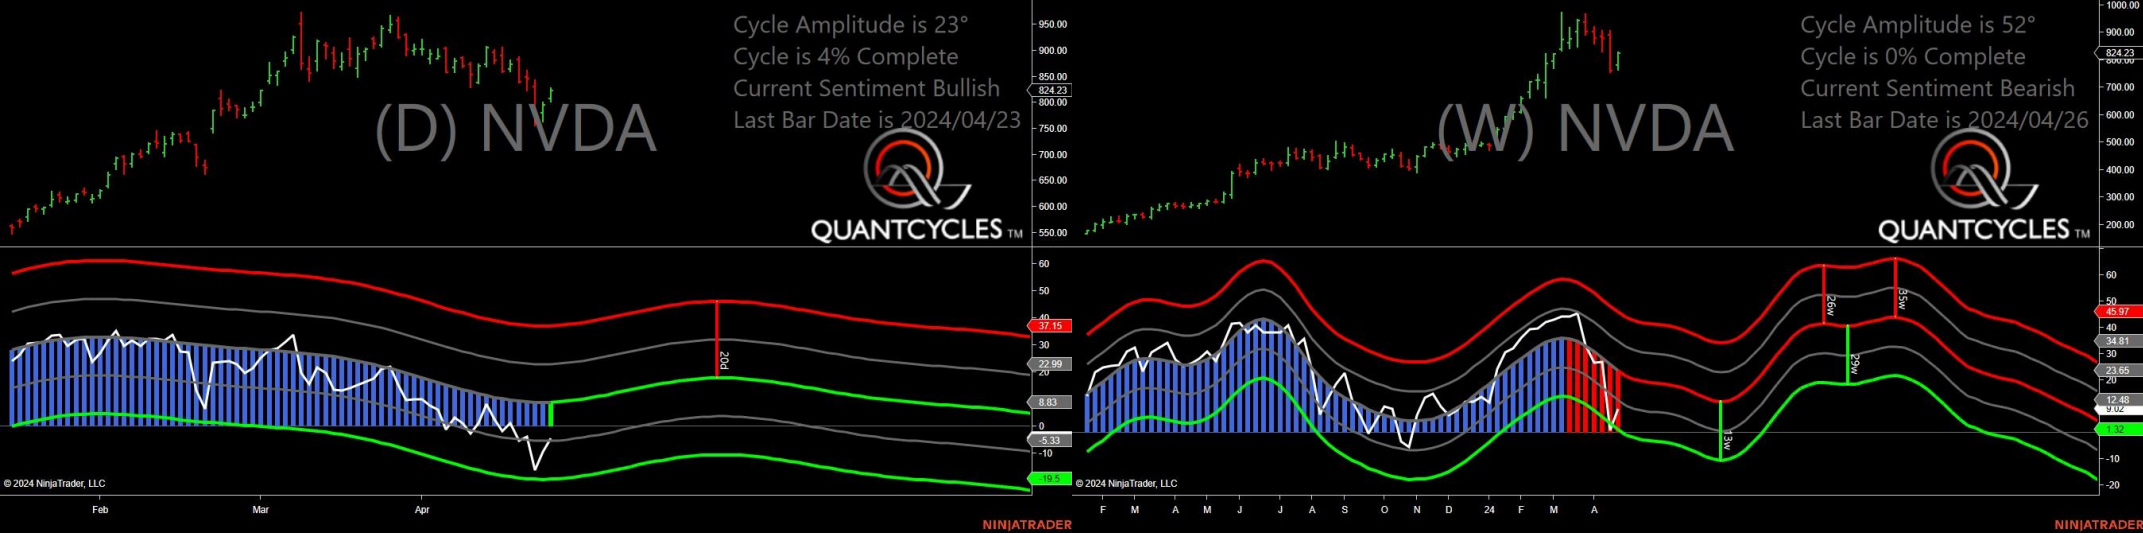 Cycle Amplitude is 23°
Cycle is 4% Complete
Current Sentiment Bullish
Last Bar Date is 2024/04/23
(D) NVDA
QUANTCYCLES TM
950.00
900.00
850.00
824.23
800.00
750.00
700.00
650.00
600.00
550.00
60
50
37.15
30
22.99
20
8.83
0
-5.33
-10
-19.5
20d
© 2024 NinjaTrader, LLC
Feb Mar Apr
NINJATRADER
Cycle Amplitude is 52°
Cycle is 0% Complete
Current Sentiment Bearish
Last Bar Date is 2024/04/26
(W) NVDA
QUANTCYCLES TM
1000.00
900.00
824.23
800.00
700.00
600.00
500.00
400.00
300.00
200.00
60
50
45.97
40
34.81
30
23.65
20
12.48
9.02
1.32
-10
-20
26w
35w
29w
13w
© 2024 NinjaTrader, LLC
F M A M J J A S O N D 24 F M A
NINJATRADER